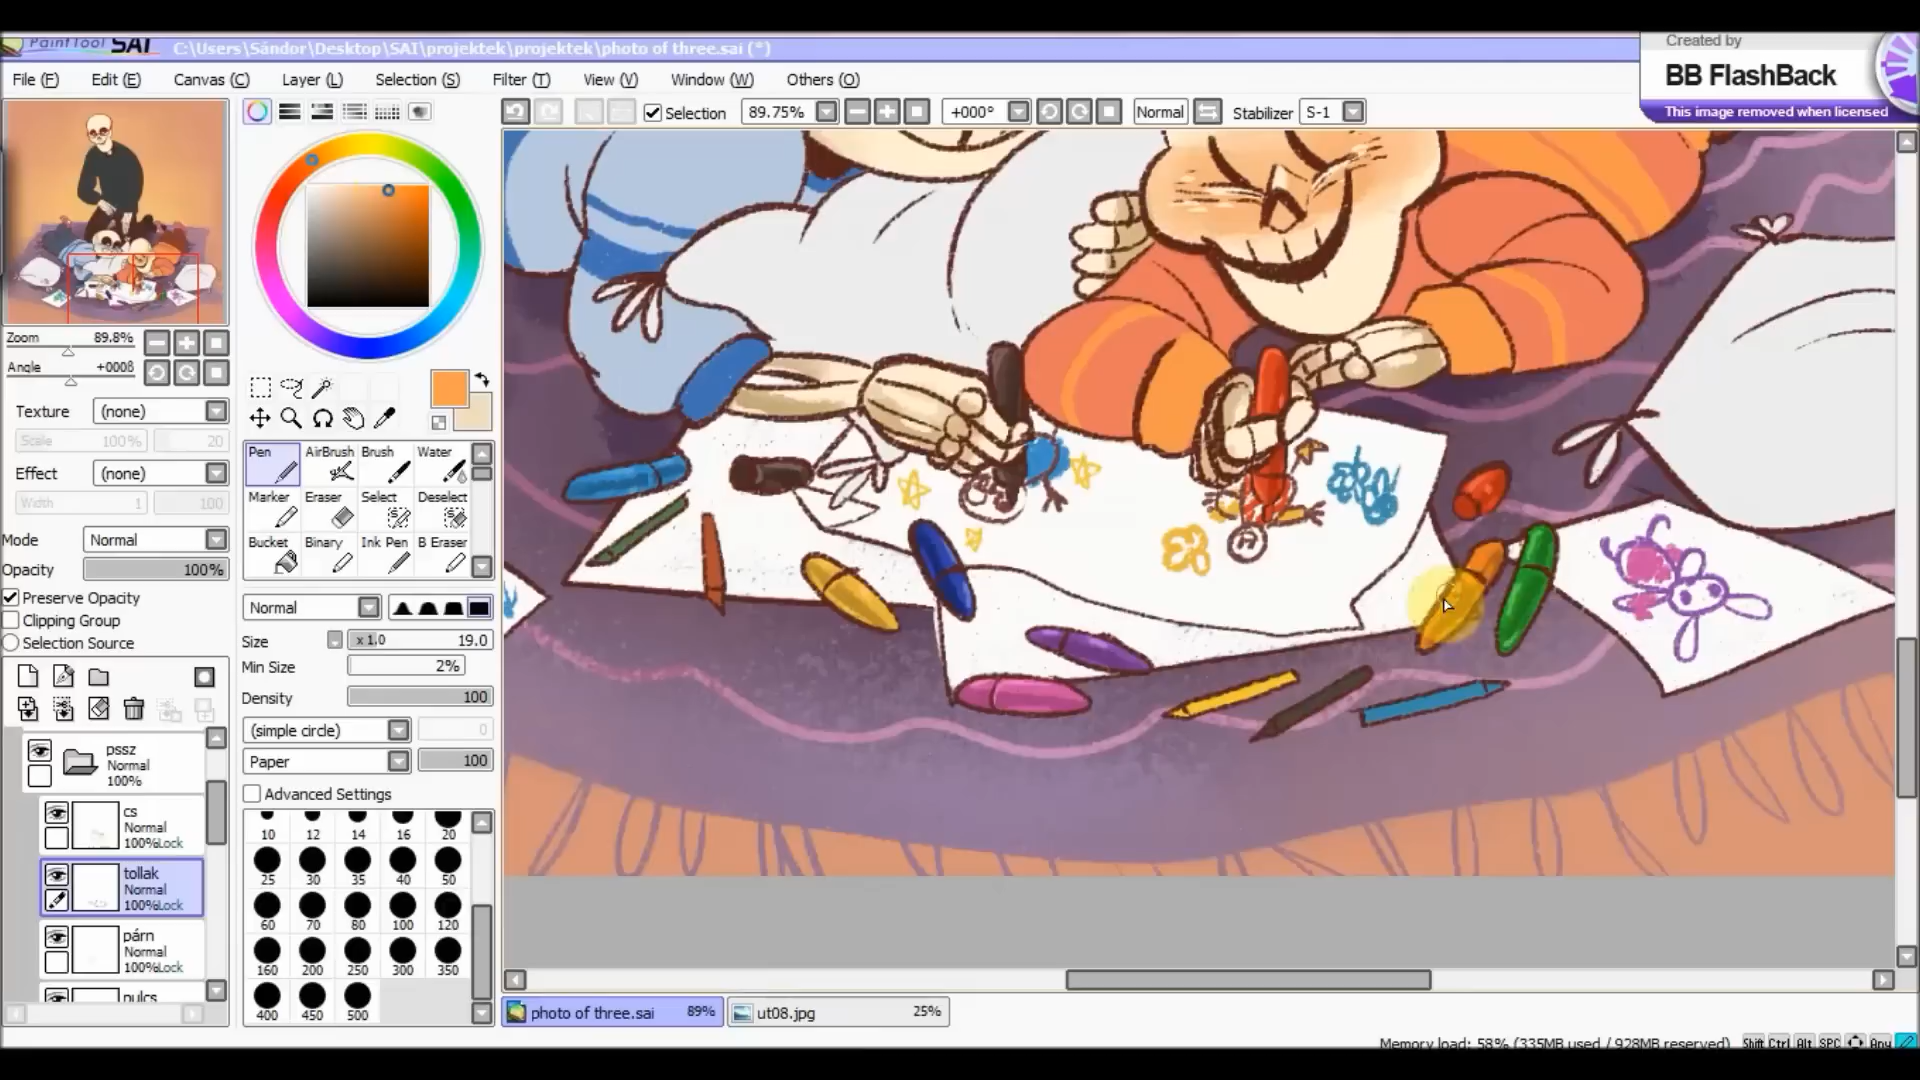 PaintTool SAI C:\Users\Sándor\Desktop\SAI\projektek\projektek\photo of three.sai (*)
Created by
BB FlashBack
This image removed when licensed
File (F) Edit (E) Canvas (C) Layer (L) Selection (S) Filter (T) View (V) Window (W) Others (O)
Selection 89.75% +000° Normal Stabilizer S-1
Zoom 89.8%
Angle +0008
Texture (none)
Scale 100% 20
Effect (none)
Width 1 100
Mode Normal
Opacity 100%
Preserve Opacity
Clipping Group
Selection Source
pssz
Normal
100%
cs
Normal
100%Lock
tollak
Normal
100%Lock
párn
Normal
100%Lock
Pen AirBrush Brush Water
Marker Eraser Select Deselect
Bucket Binary Ink Pen B Eraser
Normal
Size x 1.0 19.0
Min Size 2%
Density 100
(simple circle) 0
Paper 100
Advanced Settings
10 12 14 16 20
25 30 35 40 50
60 70 80 100 120
160 200 250 300 350
400 450 500
photo of three.sai 89% ut08.jpg 25%
Memory load: 58% (335MB used / 928MB reserved) Shift Ctrl Alt SPC Any